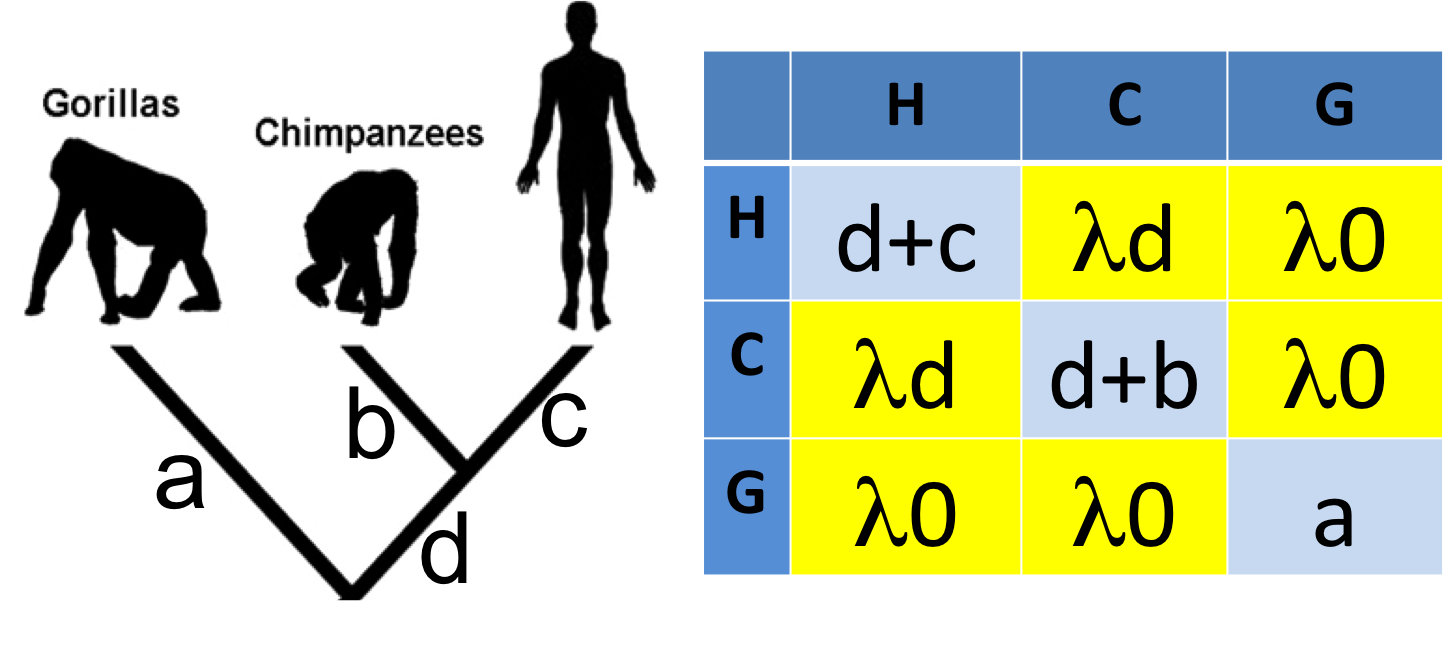 Gorillas
Chimpanzees
a
b
c
d
H C G
H d+c λd λ0
C λd d+b λ0
G λ0 λ0 a